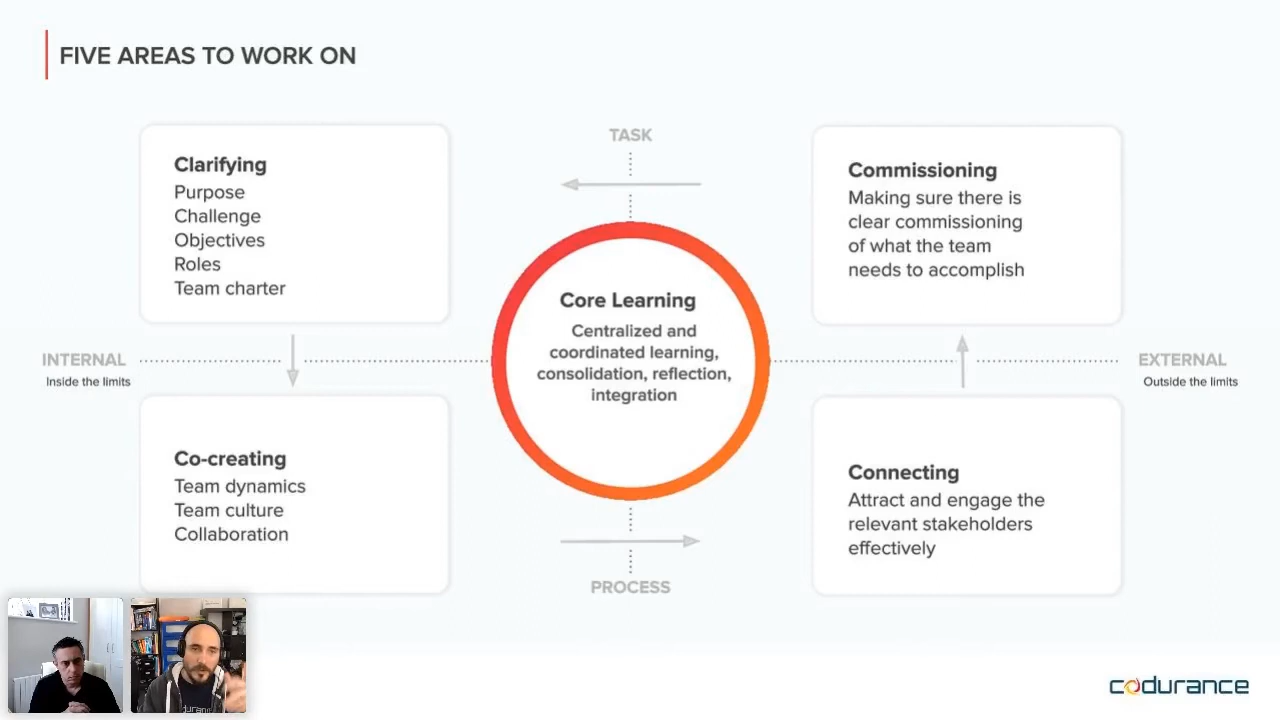 FIVE AREAS TO WORK ON
Clarifying
Purpose
Challenge
Objectives
Roles
Team charter
TASK
Commissioning
Making sure there is
clear commissioning
of what the team
needs to accomplish
Core Learning
Centralized and
coordinated learning,
consolidation, reflection,
integration
INTERNAL
Inside the limits
EXTERNAL
Outside the limits
Co-creating
Team dynamics
Team culture
Collaboration
Connecting
Attract and engage the
relevant stakeholders
effectively
PROCESS
codurance